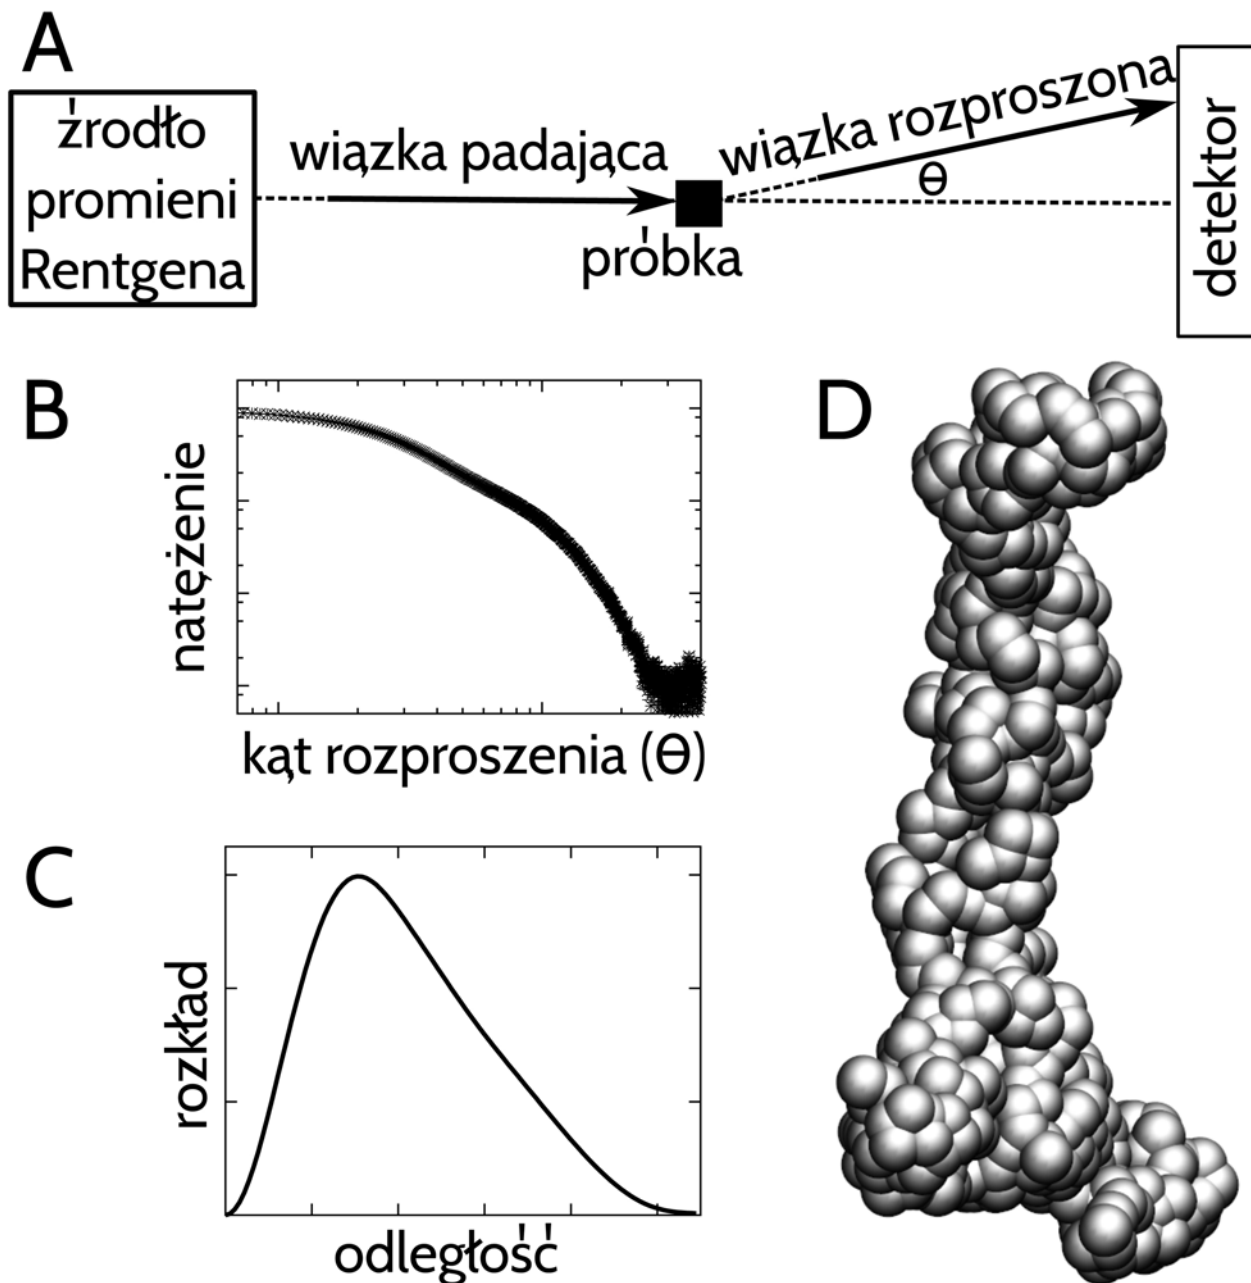 A
źrodło
promieni
Rentgena
wiązka padająca
próbka
wiązka rozproszona
θ
detektor
B
natężenie
kąt rozproszenia (θ)
C
rozkład
odległość
D